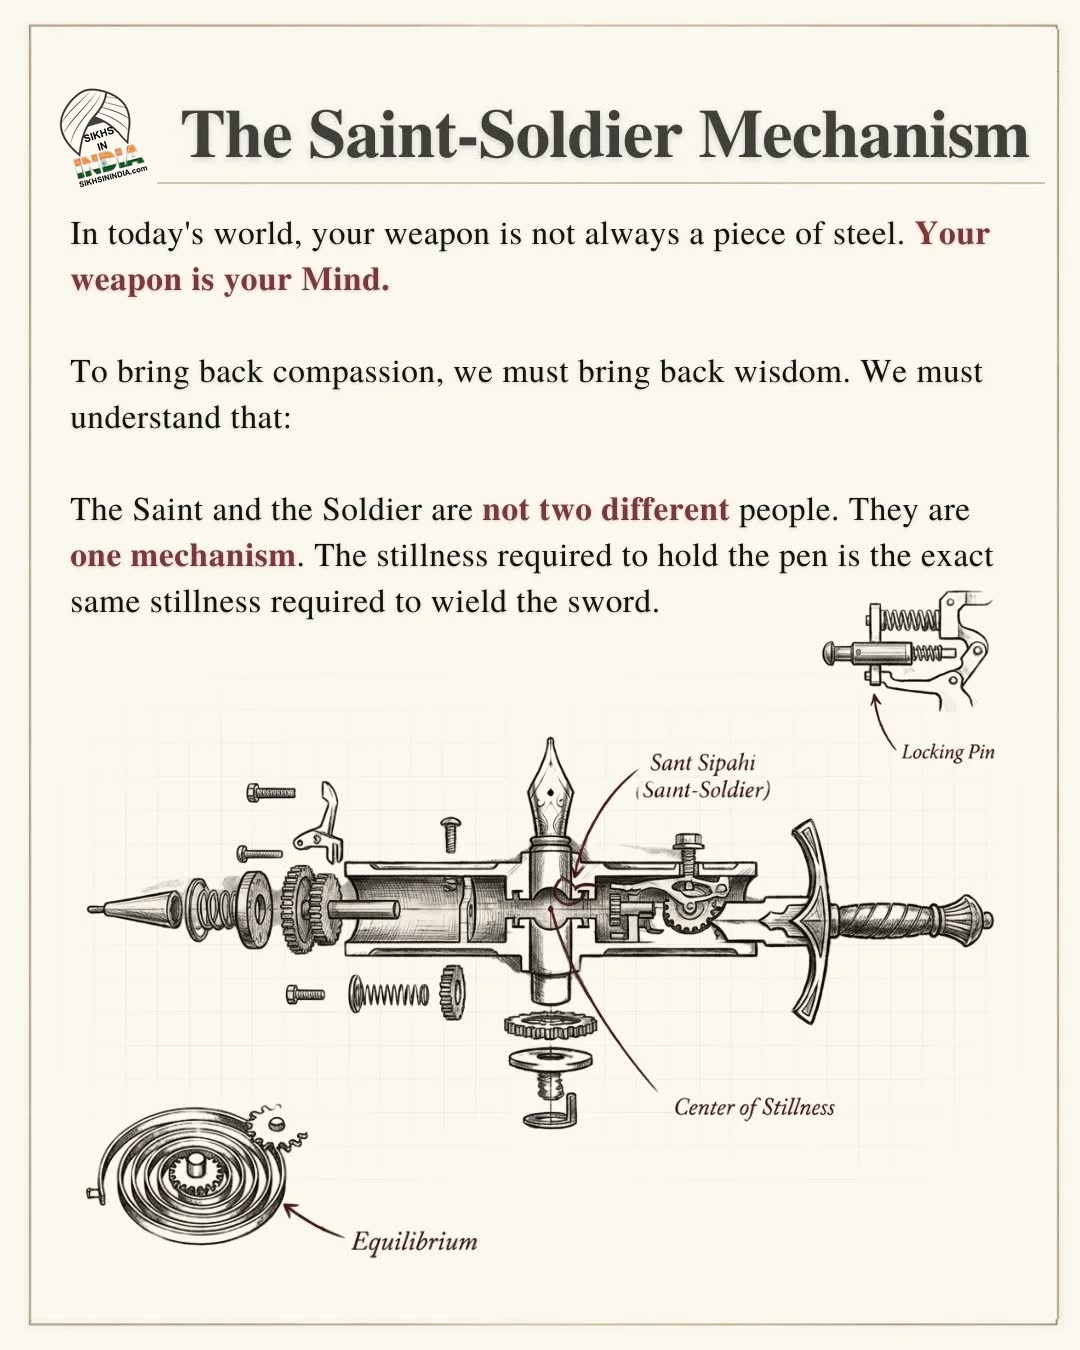 SIKHS
IN
INDIA
SIKHSININDIA.com
The Saint-Soldier Mechanism
In today's world, your weapon is not always a piece of steel. Your
weapon is your Mind.
To bring back compassion, we must bring back wisdom. We must
understand that:
The Saint and the Soldier are not two different people. They are
one mechanism. The stillness required to hold the pen is the exact
same stillness required to wield the sword.
Locking Pin
Sant Sipahi
(Saint-Soldier)
Center of Stillness
Equilibrium